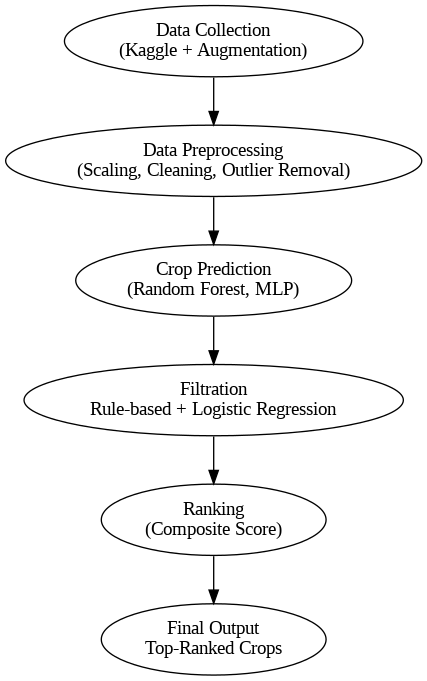 Data Collection
(Kaggle + Augmentation)
Data Preprocessing
(Scaling, Cleaning, Outlier Removal)
Crop Prediction
(Random Forest, MLP)
Filtration
Rule-based + Logistic Regression
Ranking
(Composite Score)
Final Output
Top-Ranked Crops